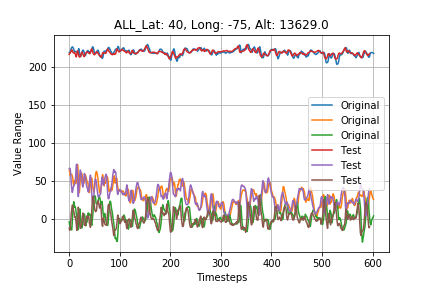 ALL_Lat: 40, Long: -75, Alt: 13629.0
Value Range
200
150
100
50
0
Original
Original
Original
Test
Test
Test
0 100 200 300 400 500 600
Timesteps